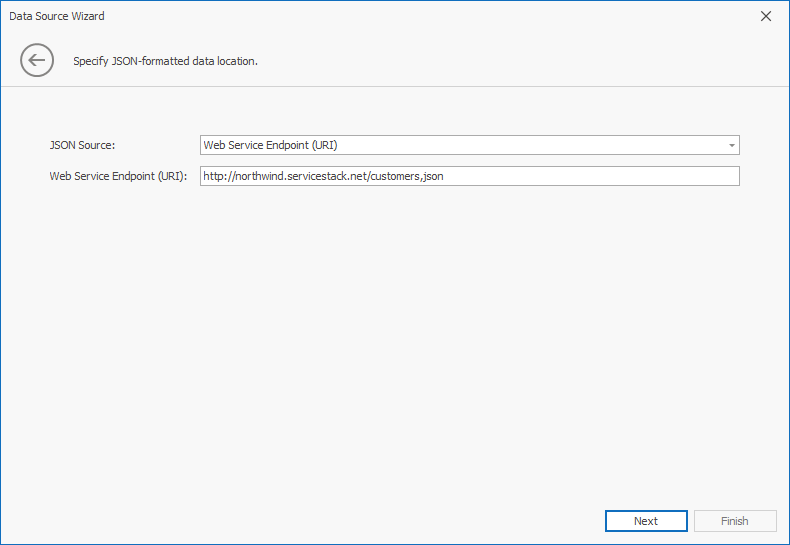 Data Source Wizard
Specify JSON-formatted data location.
JSON Source: Web Service Endpoint (URI)
Web Service Endpoint (URI): http://northwind.servicestack.net/customers,json
Next Finish